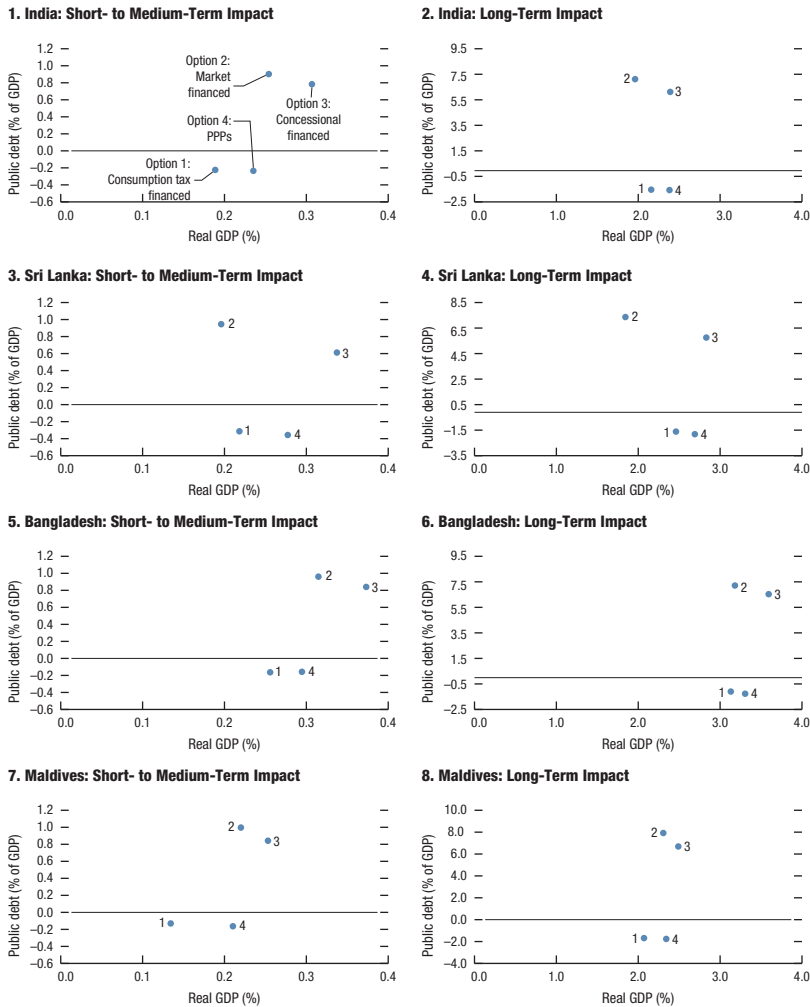 1. India: Short- to Medium-Term Impact
Public debt (% of GDP)
1.2
1.0
0.8
0.6
0.4
0.2
0.0
–0.2
–0.4
–0.6
Option 2:
Market
financed
Option 3:
Concessional
financed
Option 4:
PPPs
Option 1:
Consumption tax
financed
0.0 0.1 0.2 0.3 0.4
Real GDP (%)
2. India: Long-Term Impact
Public debt (% of GDP)
9.5
7.5
5.5
3.5
1.5
–0.5
–2.5
2
3
1 4
0.0 1.0 2.0 3.0 4.0
Real GDP (%)
3. Sri Lanka: Short- to Medium-Term Impact
Public debt (% of GDP)
1.2
1.0
0.8
0.6
0.4
0.2
0.0
–0.2
–0.4
–0.6
2
3
1 4
0.0 0.1 0.2 0.3 0.4
Real GDP (%)
4. Sri Lanka: Long-Term Impact
Public debt (% of GDP)
8.5
6.5
4.5
2.5
0.5
–1.5
–3.5
2
3
1 4
0.0 1.0 2.0 3.0 4.0
Real GDP (%)
5. Bangladesh: Short- to Medium-Term Impact
Public debt (% of GDP)
1.2
1.0
0.8
0.6
0.4
0.2
0.0
–0.2
–0.4
–0.6
2
3
1 4
0.0 0.1 0.2 0.3 0.4
Real GDP (%)
6. Bangladesh: Long-Term Impact
Public debt (% of GDP)
9.5
7.5
5.5
3.5
1.5
–0.5
–2.5
2
3
1 4
0.0 1.0 2.0 3.0 4.0
Real GDP (%)
7. Maldives: Short- to Medium-Term Impact
Public debt (% of GDP)
1.2
1.0
0.8
0.6
0.4
0.2
0.0
–0.2
–0.4
–0.6
2
3
1 4
0.0 0.1 0.2 0.3 0.4
Real GDP (%)
8. Maldives: Long-Term Impact
Public debt (% of GDP)
10.0
8.0
6.0
4.0
2.0
0.0
–2.0
–4.0
2
3
1 4
0.0 1.0 2.0 3.0 4.0
Real GDP (%)